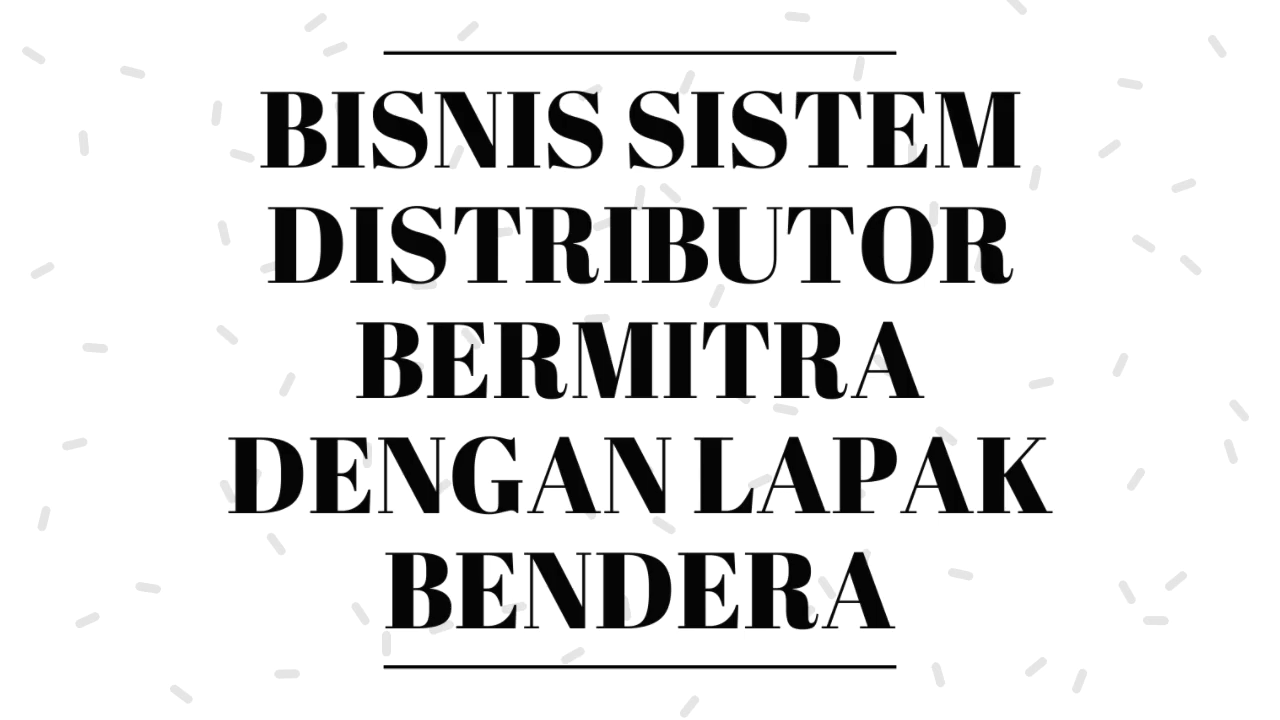 BISNIS SISTEM
DISTRIBUTOR
BERMITRA
DENGAN LAPAK
BENDERA